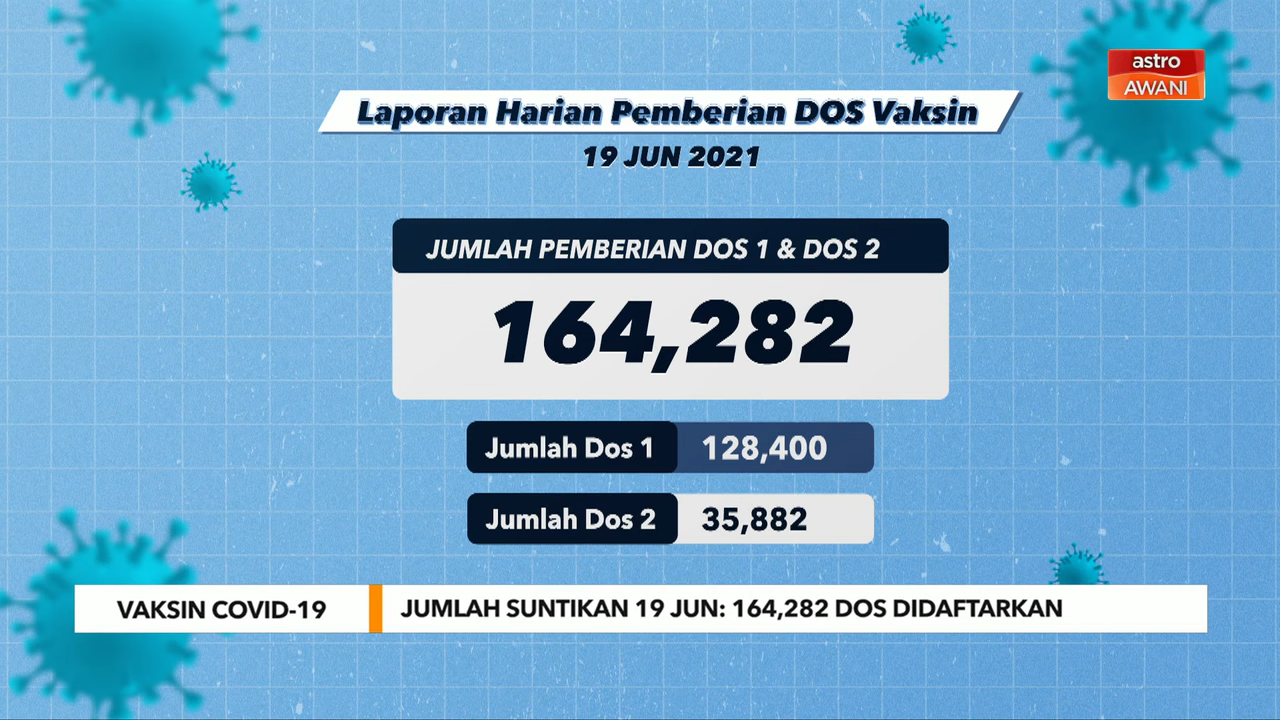 astro
AWANI
Laporan Harian Pemberian DOS Vaksin
19 JUN 2021
JUMLAH PEMBERIAN DOS 1 & DOS 2
164,282
Jumlah Dos 1 128,400
Jumlah Dos 2 35,882
VAKSIN COVID-19 JUMLAH SUNTIKAN 19 JUN: 164,282 DOS DIDAFTARKAN